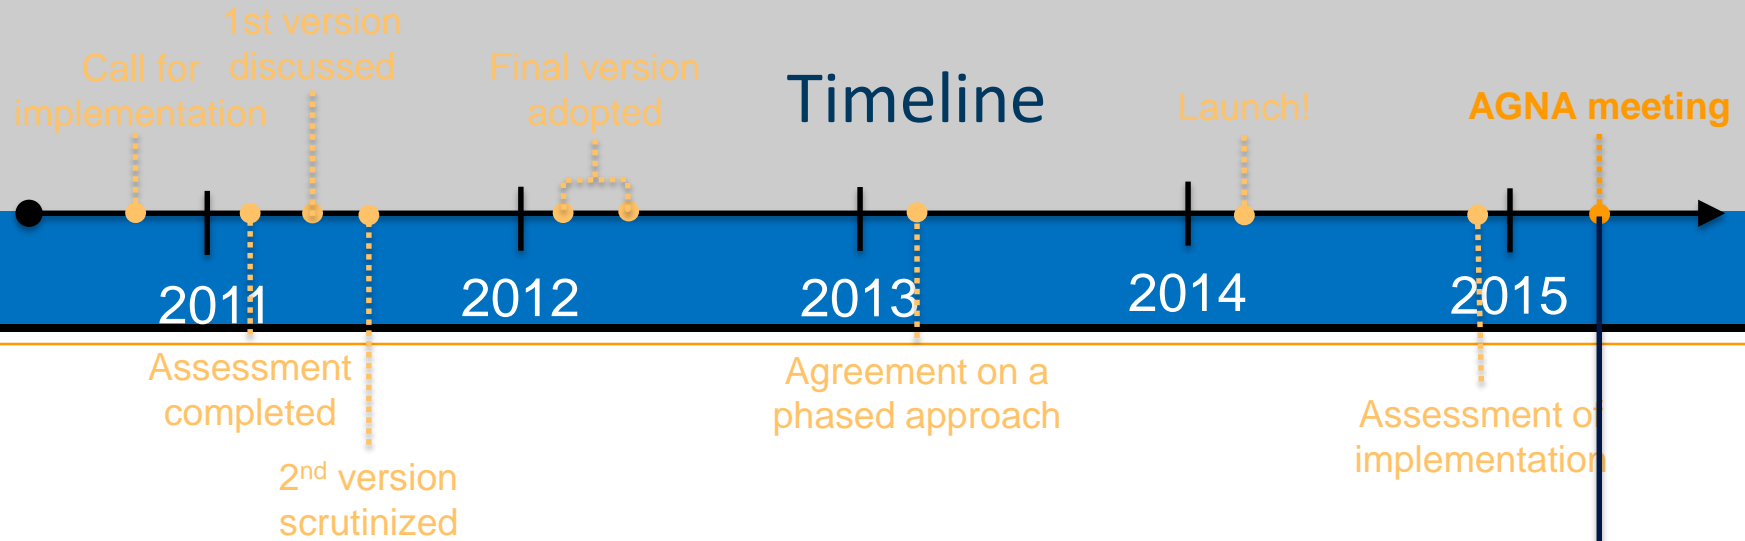 1st version
discussed
Call for
implementation
Final version
adopted
Timeline
Launch!
AGNA meeting
2011
2012
2013
2014
2015
Assessment
completed
2nd version
scrutinized
Agreement on a
phased approach
Assessment of
implementation